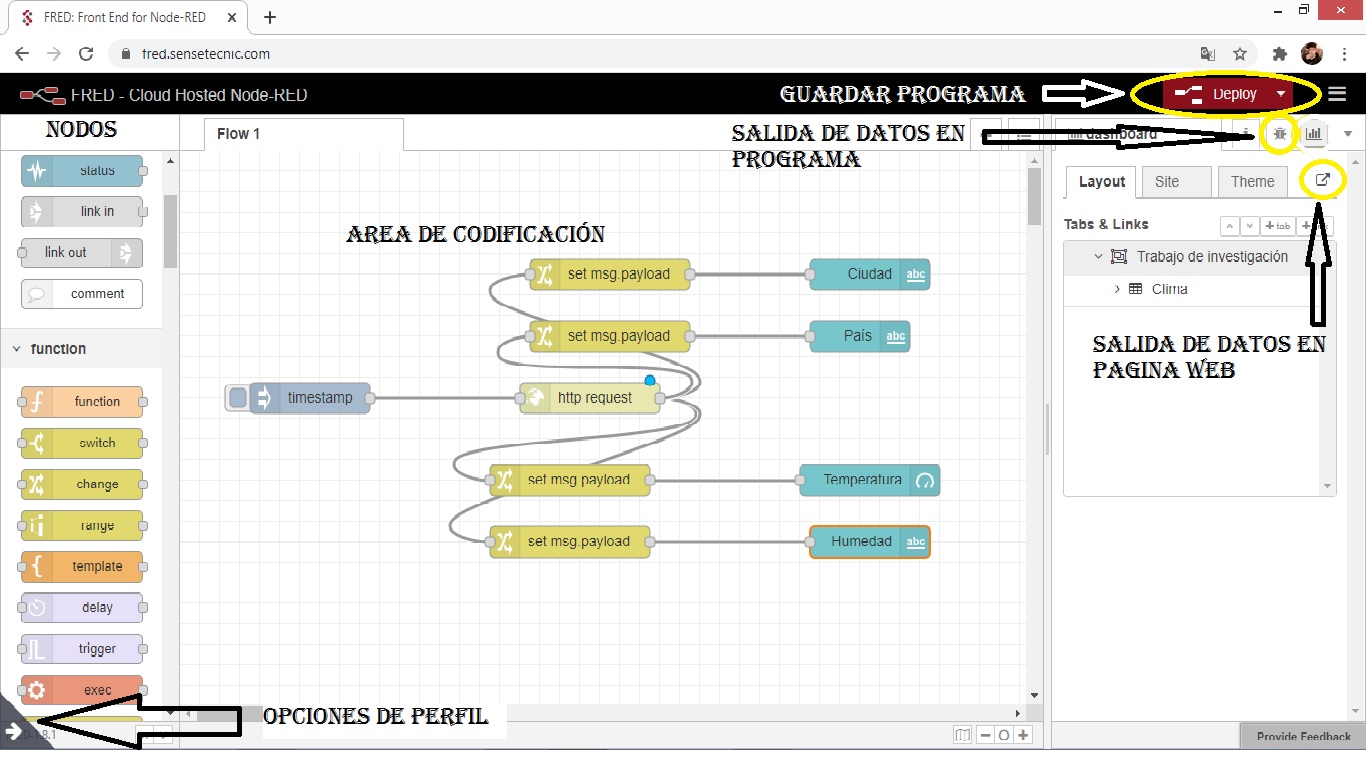 FRED: Front End for Node-RED
fred.sensetecnic.com
FRED - Cloud Hosted Node-RED
GUARDAR PROGRAMA
Deploy
NODOS
Flow 1
SALIDA DE DATOS EN
PROGRAMA
dashboard
i
status
link in
link out
comment
function
function
switch
change
range
template
delay
trigger
exec
AREA DE CODIFICACIÓN
set msg.payload
Ciudad
abc
set msg.payload
País
abc
timestamp
http request
set msg.payload
Temperatura
set msg.payload
Humedad
abc
Layout
Site
Theme
Tabs & Links
+ tab
+
Trabajo de investigación
Clima
SALIDA DE DATOS EN
PAGINA WEB
OPCIONES DE PERFIL
Provide Feedback